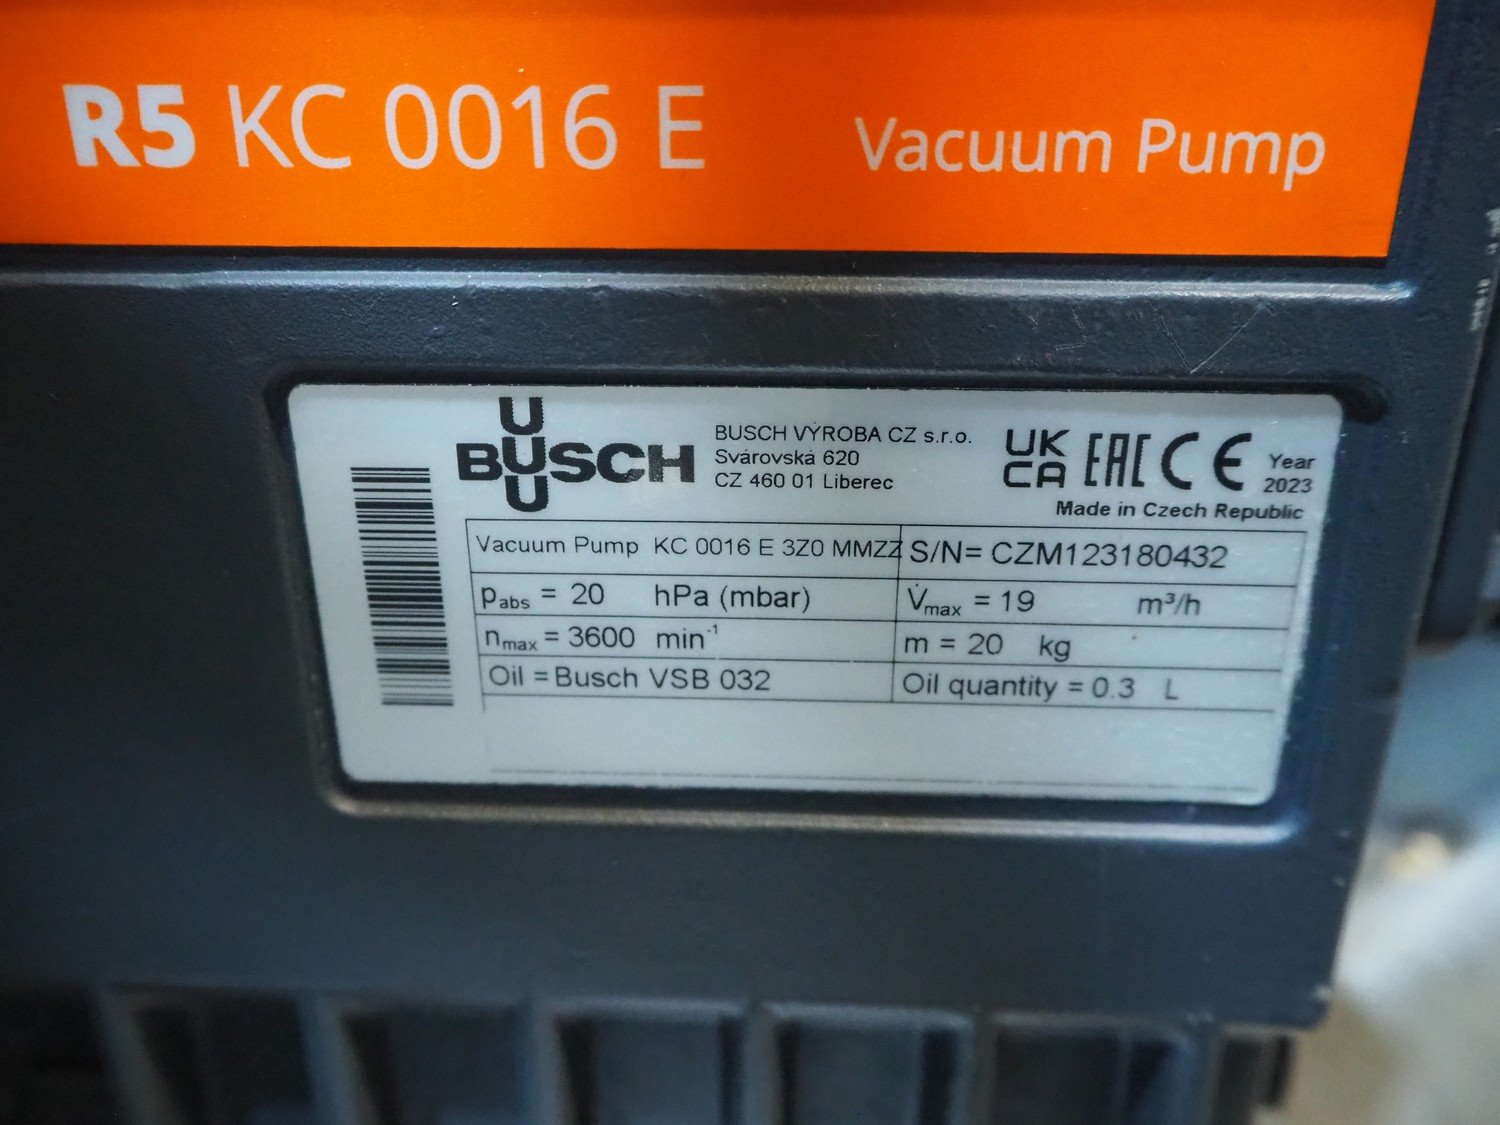 R5 KC 0016 E Vacuum Pump
BUSCH
BUSCH VÝROBA CZ s.r.o.
Svárovská 620
CZ 460 01 Liberec
UK CA EAC CE
Year
2023
Made in Czech Republic
Vacuum Pump KC 0016 E 3Z0 MMZZ S/N= CZM123180432
pabs = 20 hPa (mbar) V̇max = 19 m³/h
nmax = 3600 min⁻¹ m = 20 kg
Oil = Busch VSB 032 Oil quantity = 0.3 L